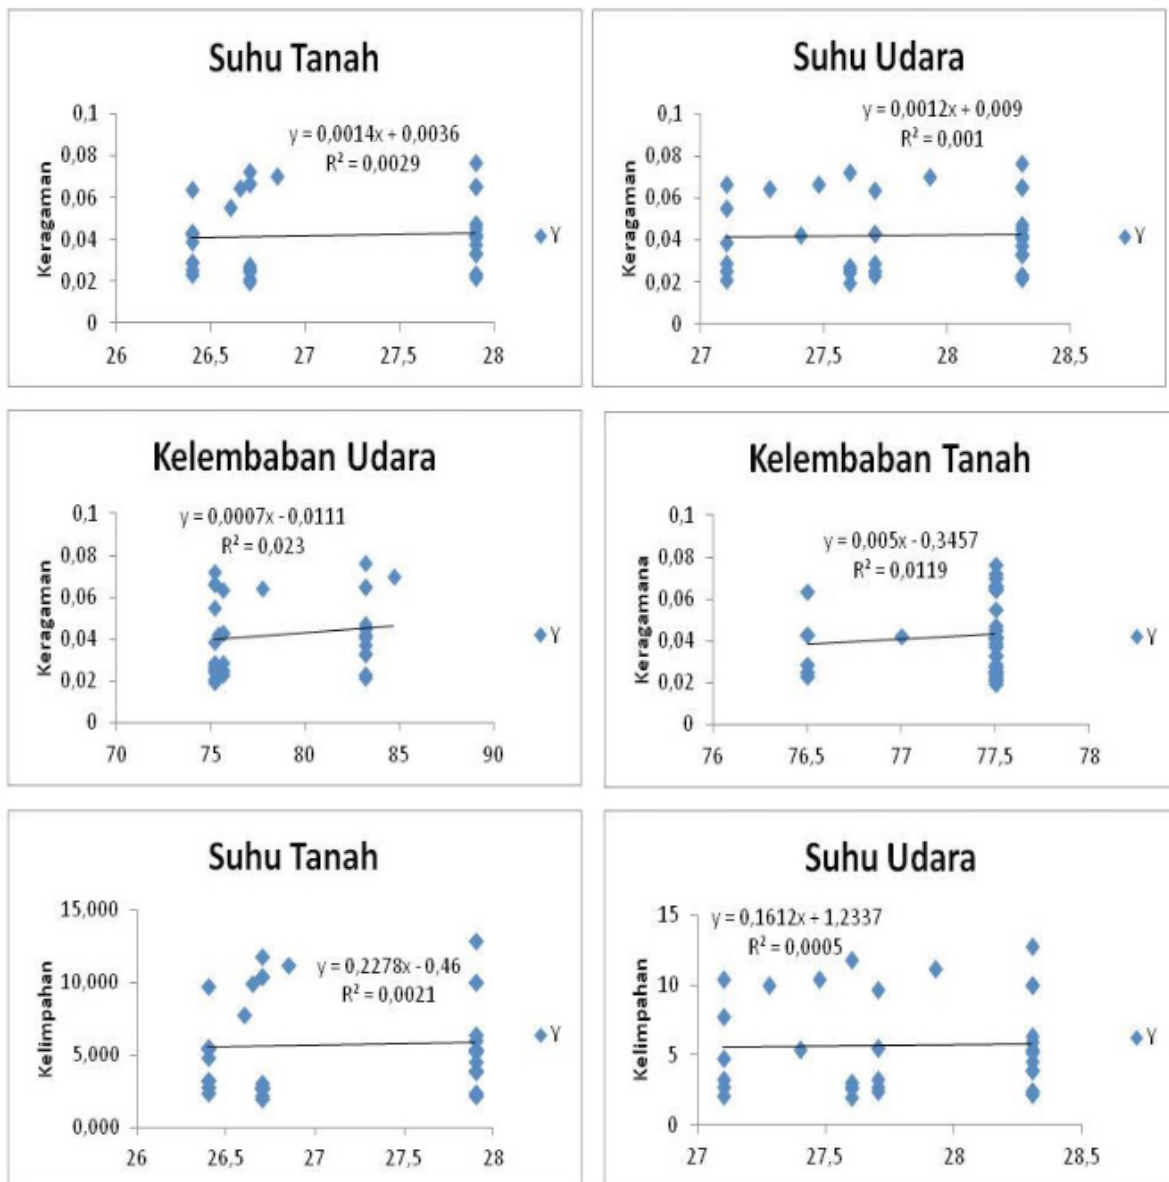 Suhu Tanah
y = 0,0014x + 0,0036
R² = 0,0029
Keragaman
0,1
0,08
0,06
0,04
0,02
0
26 26,5 27 27,5 28
Y
Suhu Udara
y = 0,0012x + 0,009
R² = 0,001
Keragaman
0,1
0,08
0,06
0,04
0,02
0
27 27,5 28 28,5
Y
Kelembaban Udara
y = 0,0007x - 0,0111
R² = 0,023
Keragaman
0,1
0,08
0,06
0,04
0,02
0
70 75 80 85 90
Y
Kelembaban Tanah
y = 0,005x - 0,3457
R² = 0,0119
Keragamana
0,1
0,08
0,06
0,04
0,02
0
76 76,5 77 77,5 78
Y
Suhu Tanah
y = 0,2278x - 0,46
R² = 0,0021
Kelimpahan
15,000
10,000
5,000
0,000
26 26,5 27 27,5 28
Y
Suhu Udara
y = 0,1612x + 1,2337
R² = 0,0005
Kelimpahan
15
10
5
0
27 27,5 28 28,5
Y